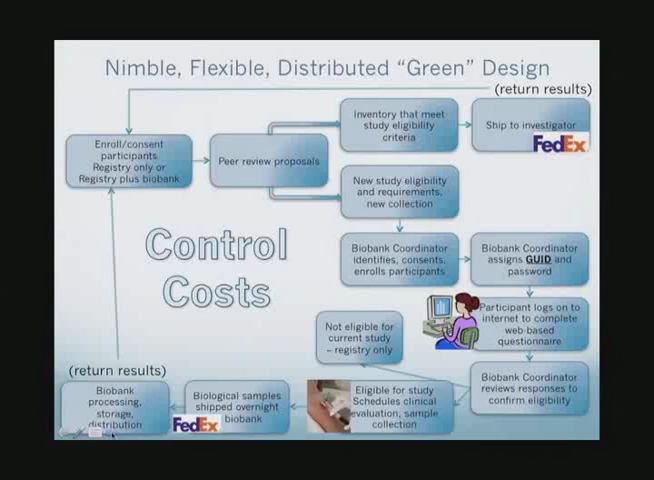 Nimble, Flexible, Distributed “Green” Design
(return results)
Enroll/consent
participants
Registry only or
Registry plus biobank
Peer review proposals
Inventory that meet
study eligibility
criteria
Ship to investigator
FedEx
New study eligibility
and requirements,
new collection
Control
Costs
Biobank Coordinator
identifies, consents,
enrolls participants
Biobank Coordinator
assigns GUID and
password
Participant logs on to
internet to complete
web-based
questionnaire
Not eligible for
current study
– registry only
Biobank Coordinator
reviews responses to
confirm eligibility
Eligible for study
Schedules clinical
evaluation, sample
collection
Biological samples
shipped overnight
biobank
FedEx
(return results)
Biobank
processing,
storage,
distribution